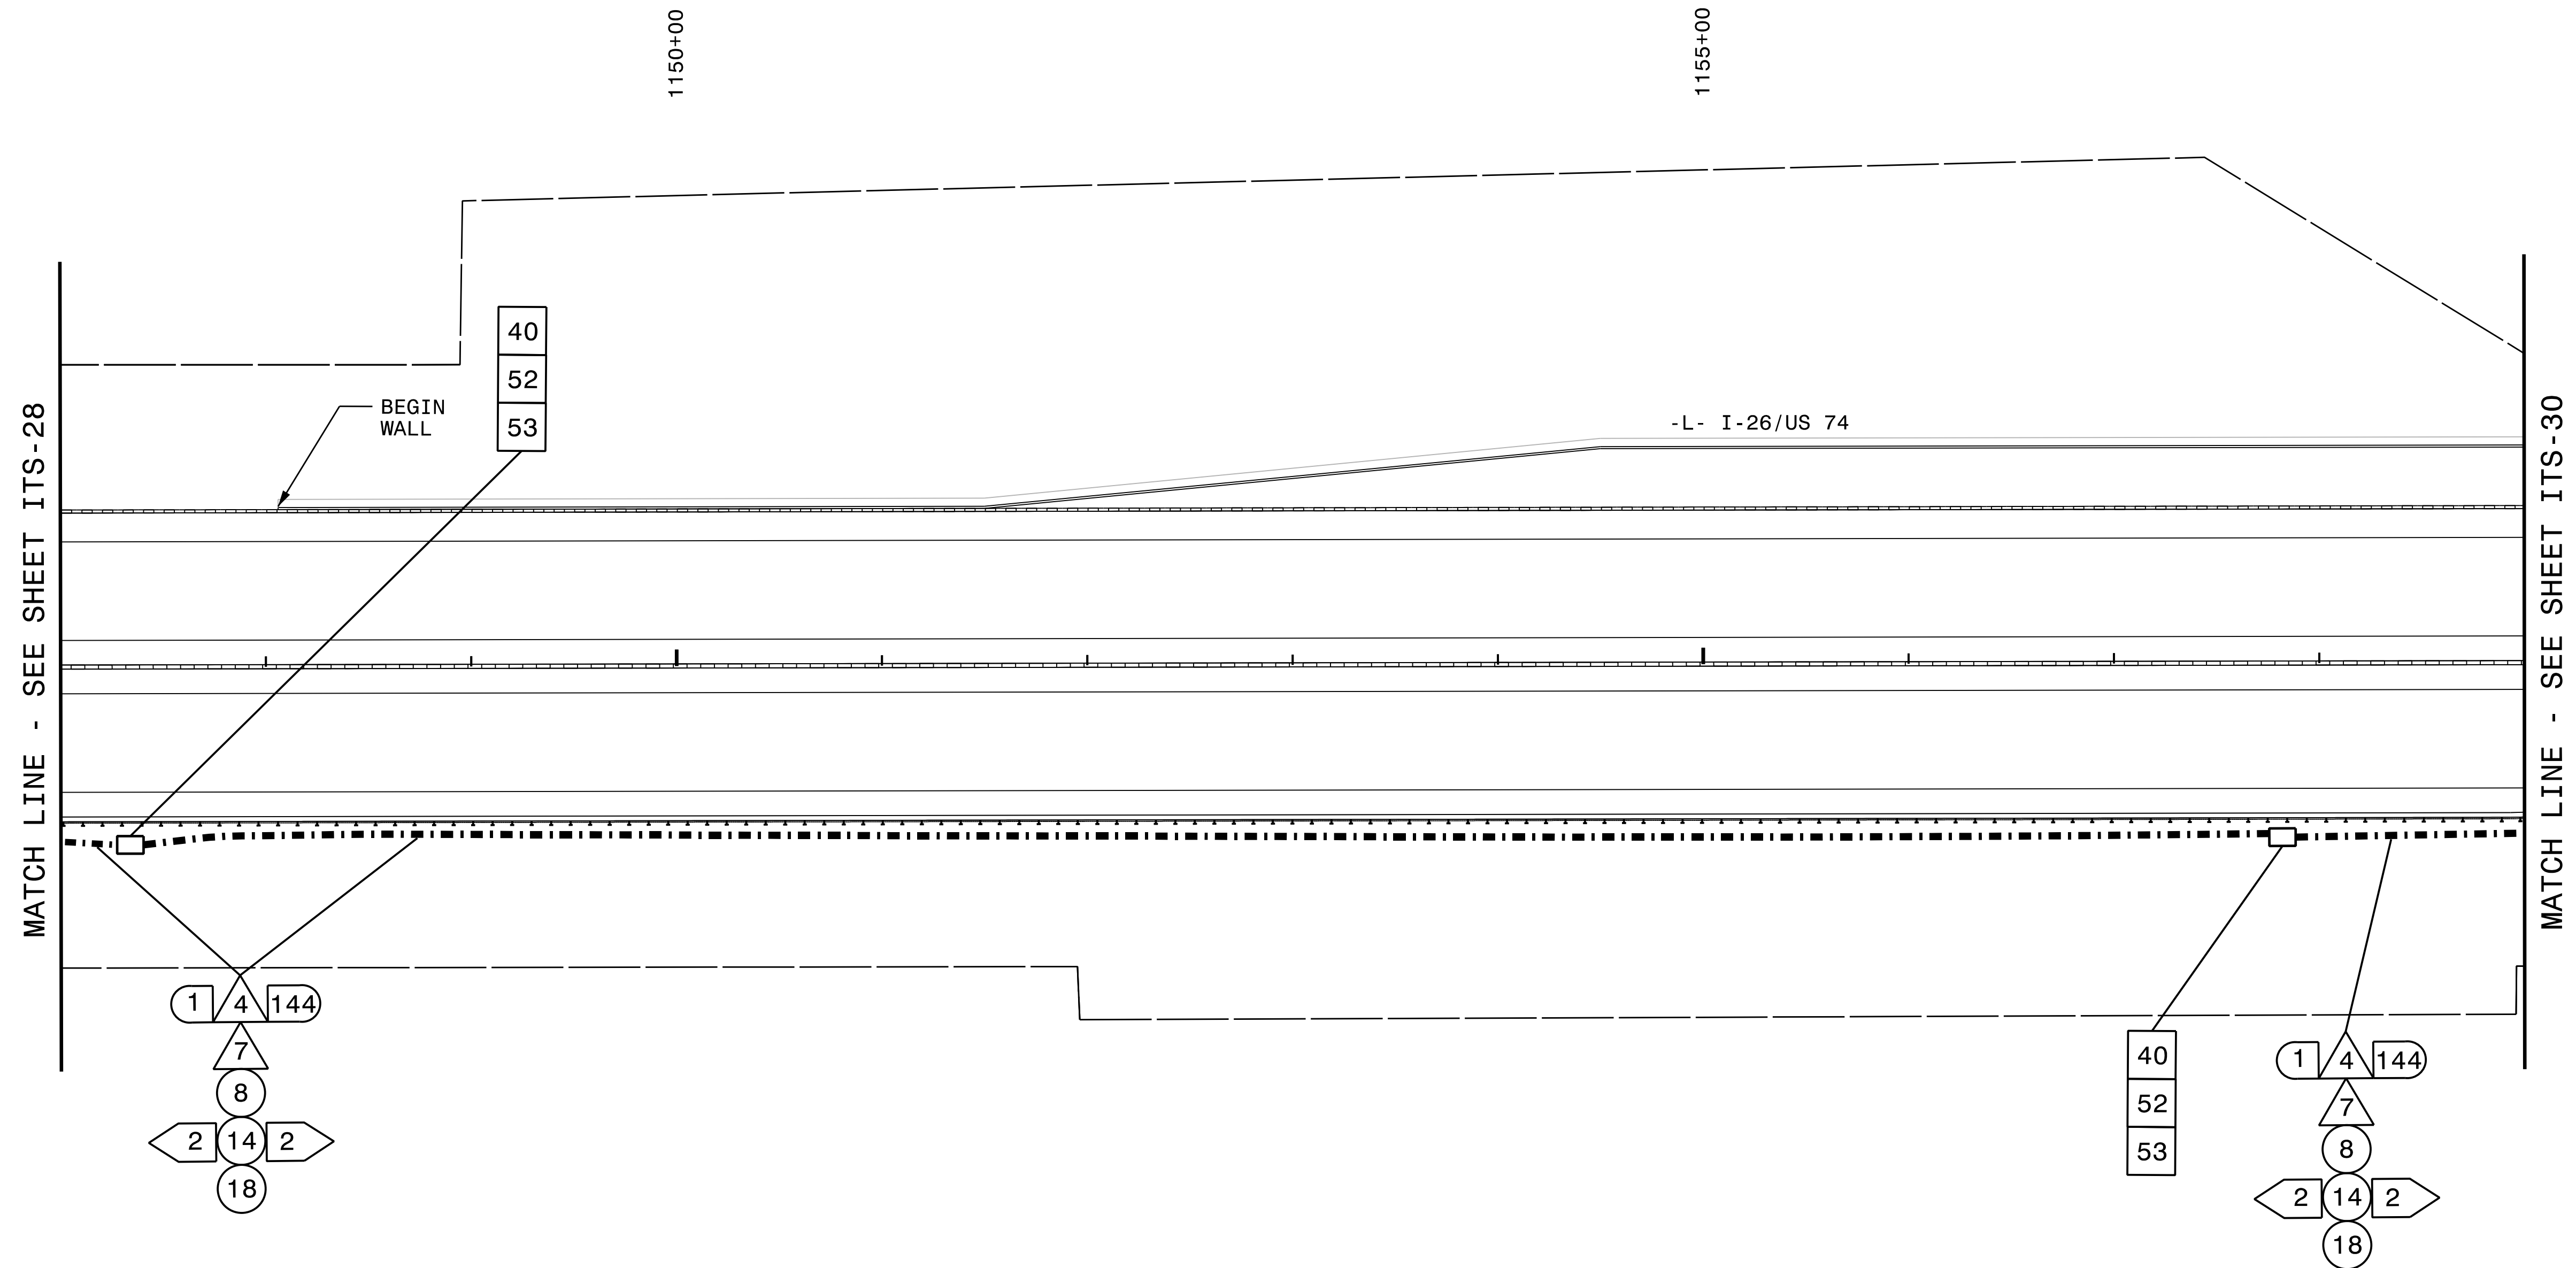 1150+00
1155+00
40
52
53
BEGIN
WALL
-L- I-26/US 74
MATCH LINE - SEE SHEET ITS-28
MATCH LINE - SEE SHEET ITS-30
1 4 144
7
8
2 14 2
18
40
52
53
1 4 144
7
8
2 14 2
18